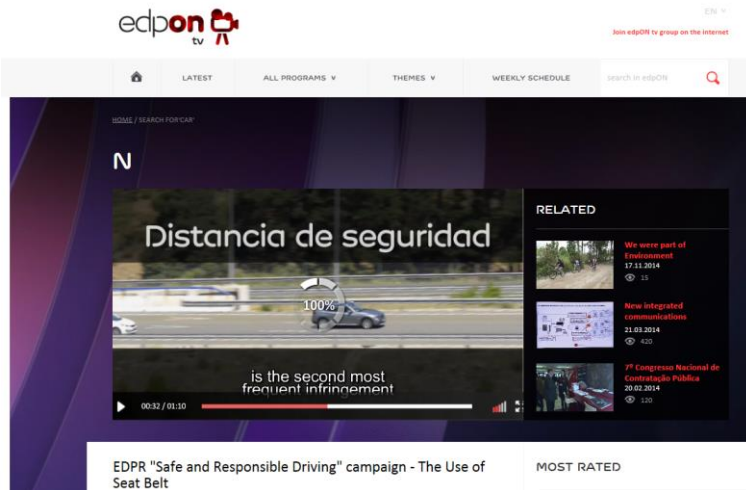 edpon
tv
EN
Join edpON tv group on the internet
LATEST
ALL PROGRAMS
THEMES
WEEKLY SCHEDULE
search in edpON
HOME / SEARCH FOR'CAR'
N
Distancia de seguridad
100%
is the second most
frequent infringement
00:32 / 01:10
RELATED
We were part of
Environment
17.11.2014
15
New integrated
communications
21.03.2014
420
7º Congresso Nacional de
Contratação Pública
20.02.2014
120
EDPR "Safe and Responsible Driving" campaign - The Use of
Seat Belt
MOST RATED